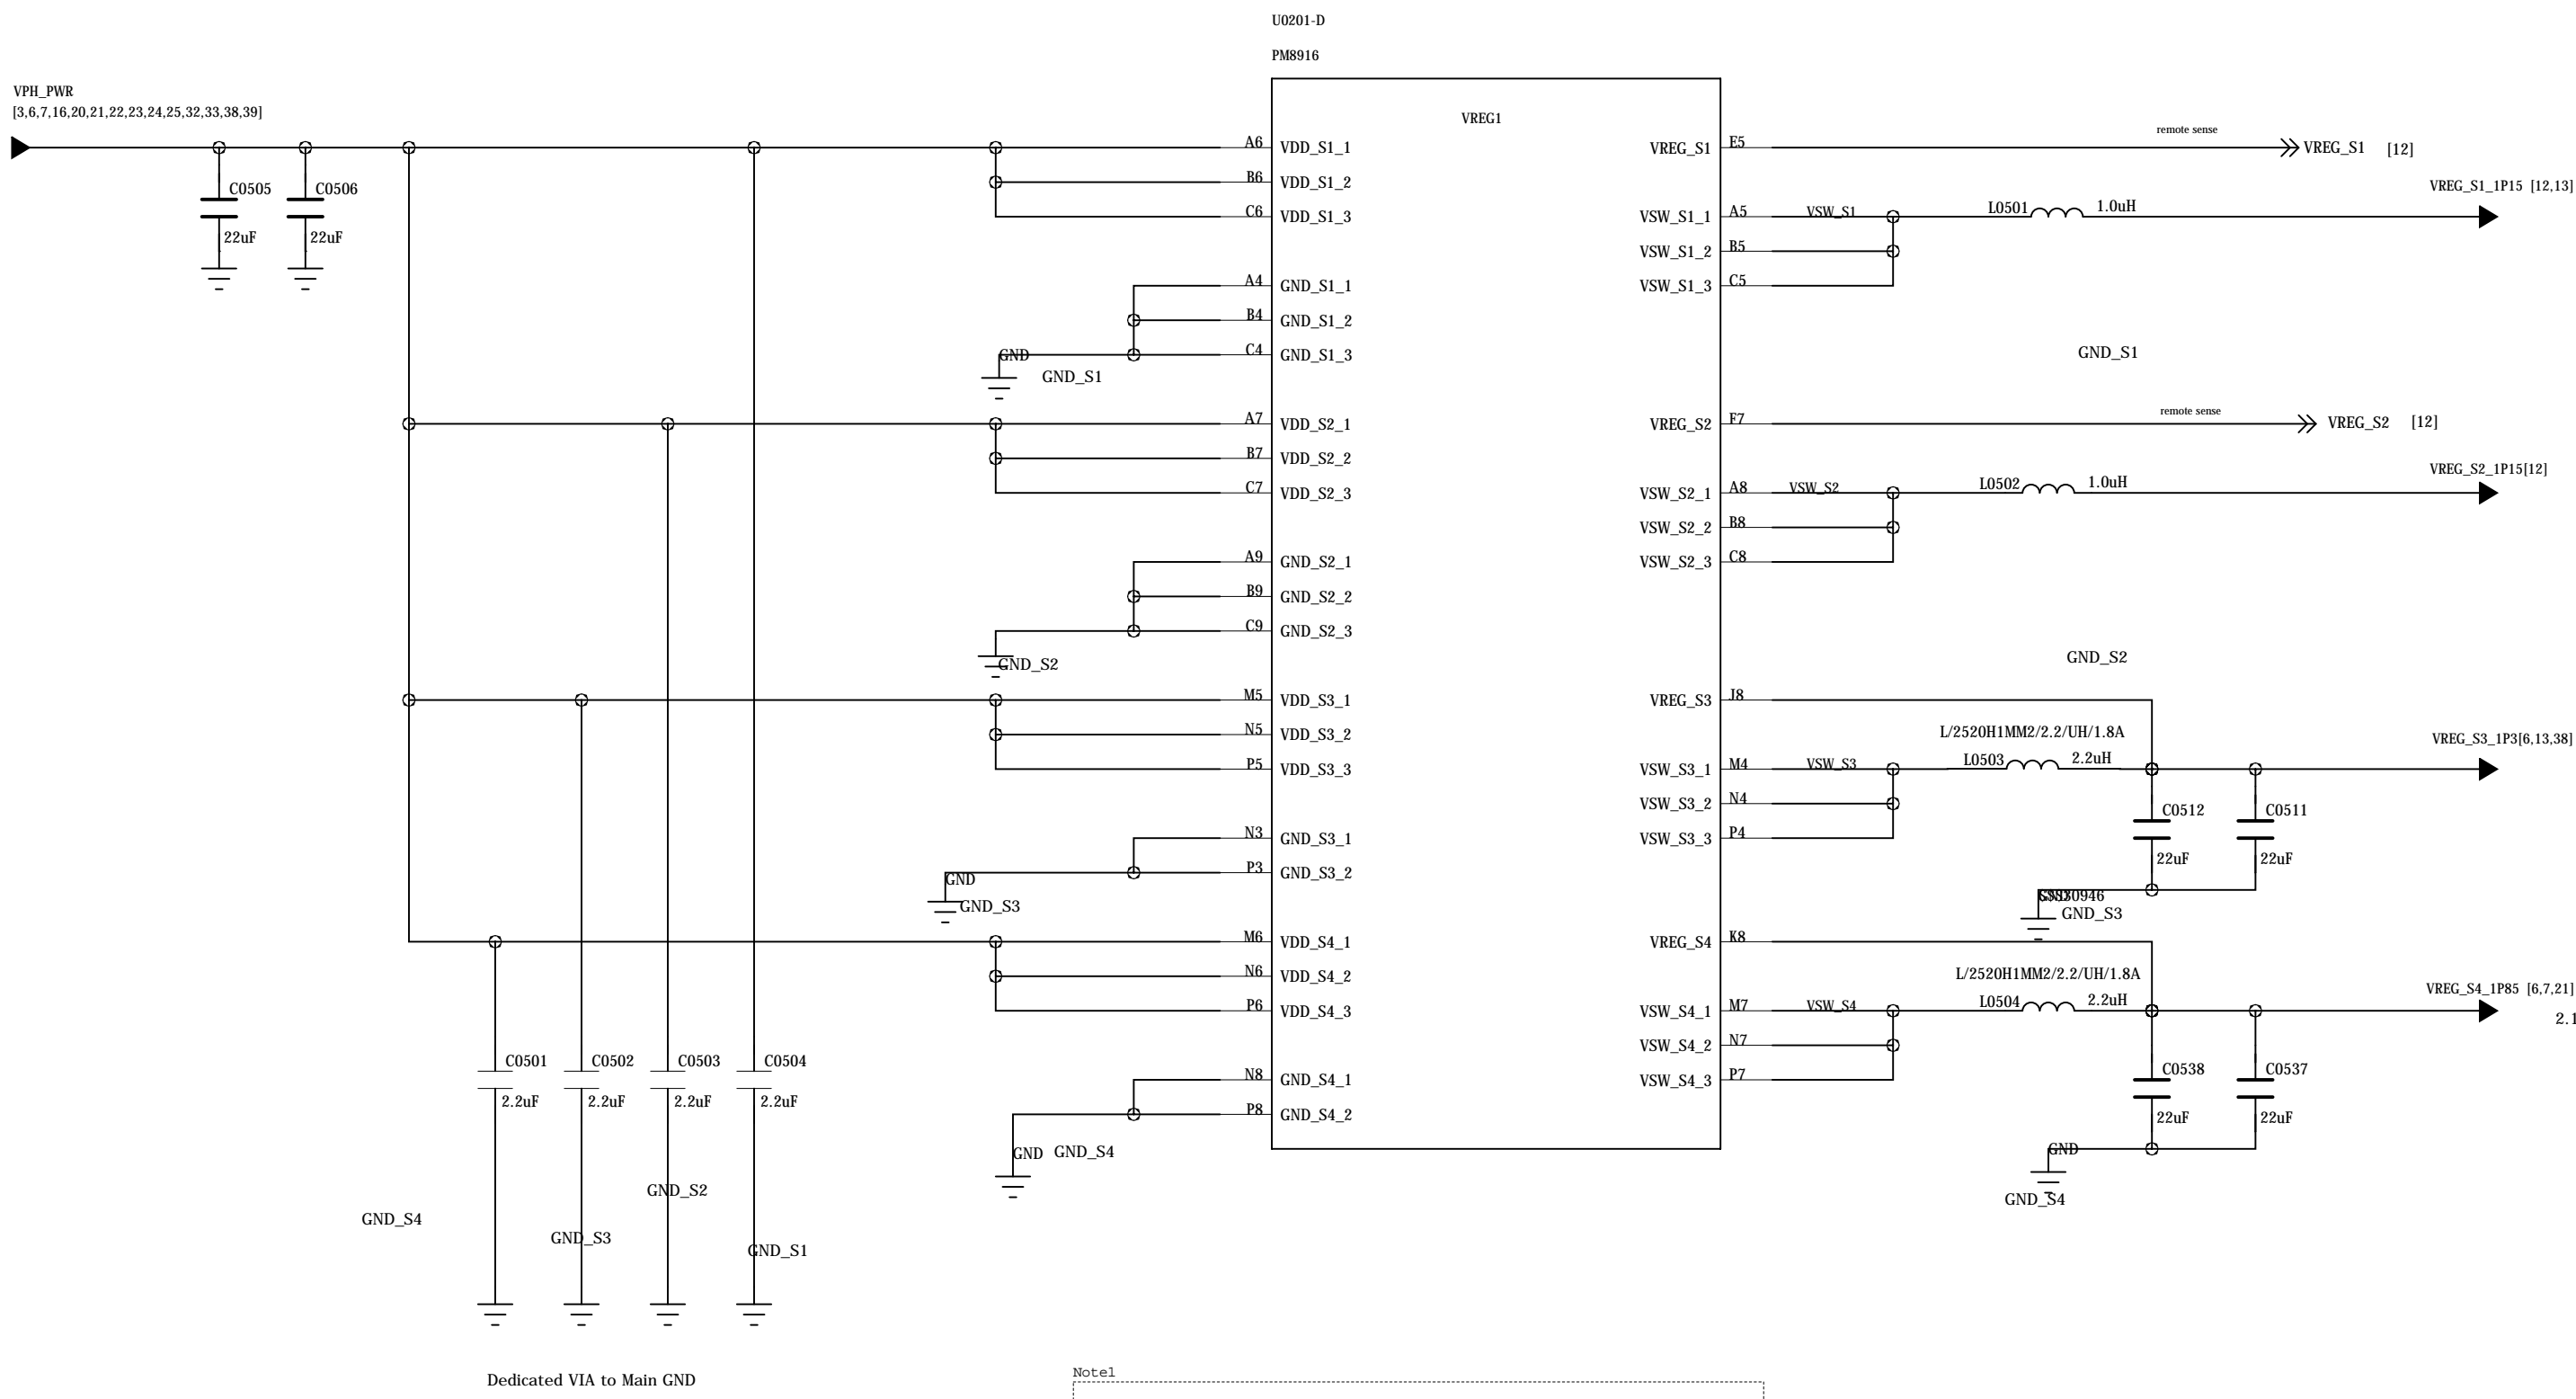 U0201-D
PM8916
VPH_PWR
[3,6,7,16,20,21,22,23,24,25,32,33,38,39]
VREG1
C0505
22uF
C0506
22uF
A6 VDD_S1_1
B6 VDD_S1_2
C6 VDD_S1_3
A4 GND_S1_1
B4 GND_S1_2
C4 GND_S1_3
GND
GND_S1
A7 VDD_S2_1
B7 VDD_S2_2
C7 VDD_S2_3
A9 GND_S2_1
B9 GND_S2_2
C9 GND_S2_3
GND_S2
M5 VDD_S3_1
N5 VDD_S3_2
P5 VDD_S3_3
N3 GND_S3_1
P3 GND_S3_2
GND
GND_S3
M6 VDD_S4_1
N6 VDD_S4_2
P6 VDD_S4_3
N8 GND_S4_1
P8 GND_S4_2
GND GND_S4
VREG_S1 E5
remote sense
VREG_S1 [12]
VREG_S1_1P15 [12,13]
VSW_S1_1 A5 VSW_S1
L0501 1.0uH
VSW_S1_2 B5
VSW_S1_3 C5
GND_S1
VREG_S2 F7
remote sense
VREG_S2 [12]
VREG_S2_1P15[12]
VSW_S2_1 A8 VSW_S2
L0502 1.0uH
VSW_S2_2 B8
VSW_S2_3 C8
GND_S2
VREG_S3 J8
L/2520H1MM2/2.2/UH/1.8A
VREG_S3_1P3[6,13,38]
VSW_S3_1 M4 VSW_S3
L0503 2.2uH
VSW_S3_2 N4
VSW_S3_3 P4
C0512
22uF
C0511
22uF
GND_S3
VREG_S4 K8
L/2520H1MM2/2.2/UH/1.8A
VREG_S4_1P85 [6,7,21]
2.1
VSW_S4_1 M7 VSW_S4
L0504 2.2uH
VSW_S4_2 N7
VSW_S4_3 P7
C0538
22uF
C0537
22uF
GND
GND_S4
C0501
2.2uF
C0502
2.2uF
C0503
2.2uF
C0504
2.2uF
GND_S4
GND_S3
GND_S2
GND_S1
Dedicated VIA to Main GND
Note1